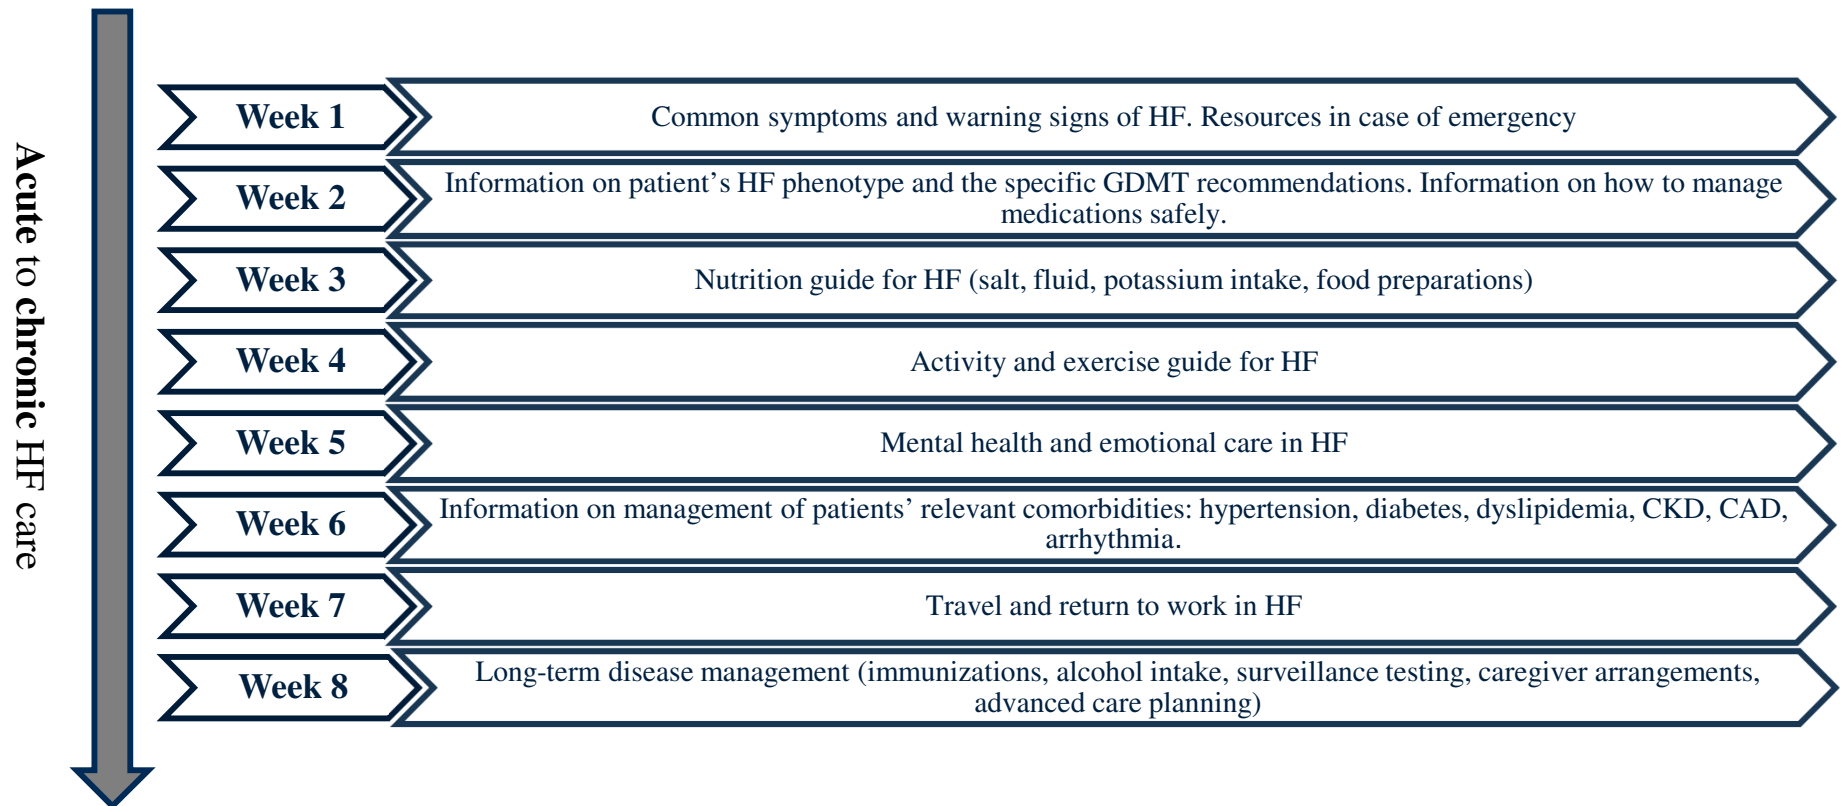 Acute to chronic HF care
Week 1
Common symptoms and warning signs of HF. Resources in case of emergency
Week 2
Information on patient’s HF phenotype and the specific GDMT recommendations. Information on how to manage
medications safely.
Week 3
Nutrition guide for HF (salt, fluid, potassium intake, food preparations)
Week 4
Activity and exercise guide for HF
Week 5
Mental health and emotional care in HF
Week 6
Information on management of patients’ relevant comorbidities: hypertension, diabetes, dyslipidemia, CKD, CAD,
arrhythmia.
Week 7
Travel and return to work in HF
Week 8
Long-term disease management (immunizations, alcohol intake, surveillance testing, caregiver arrangements,
advanced care planning)